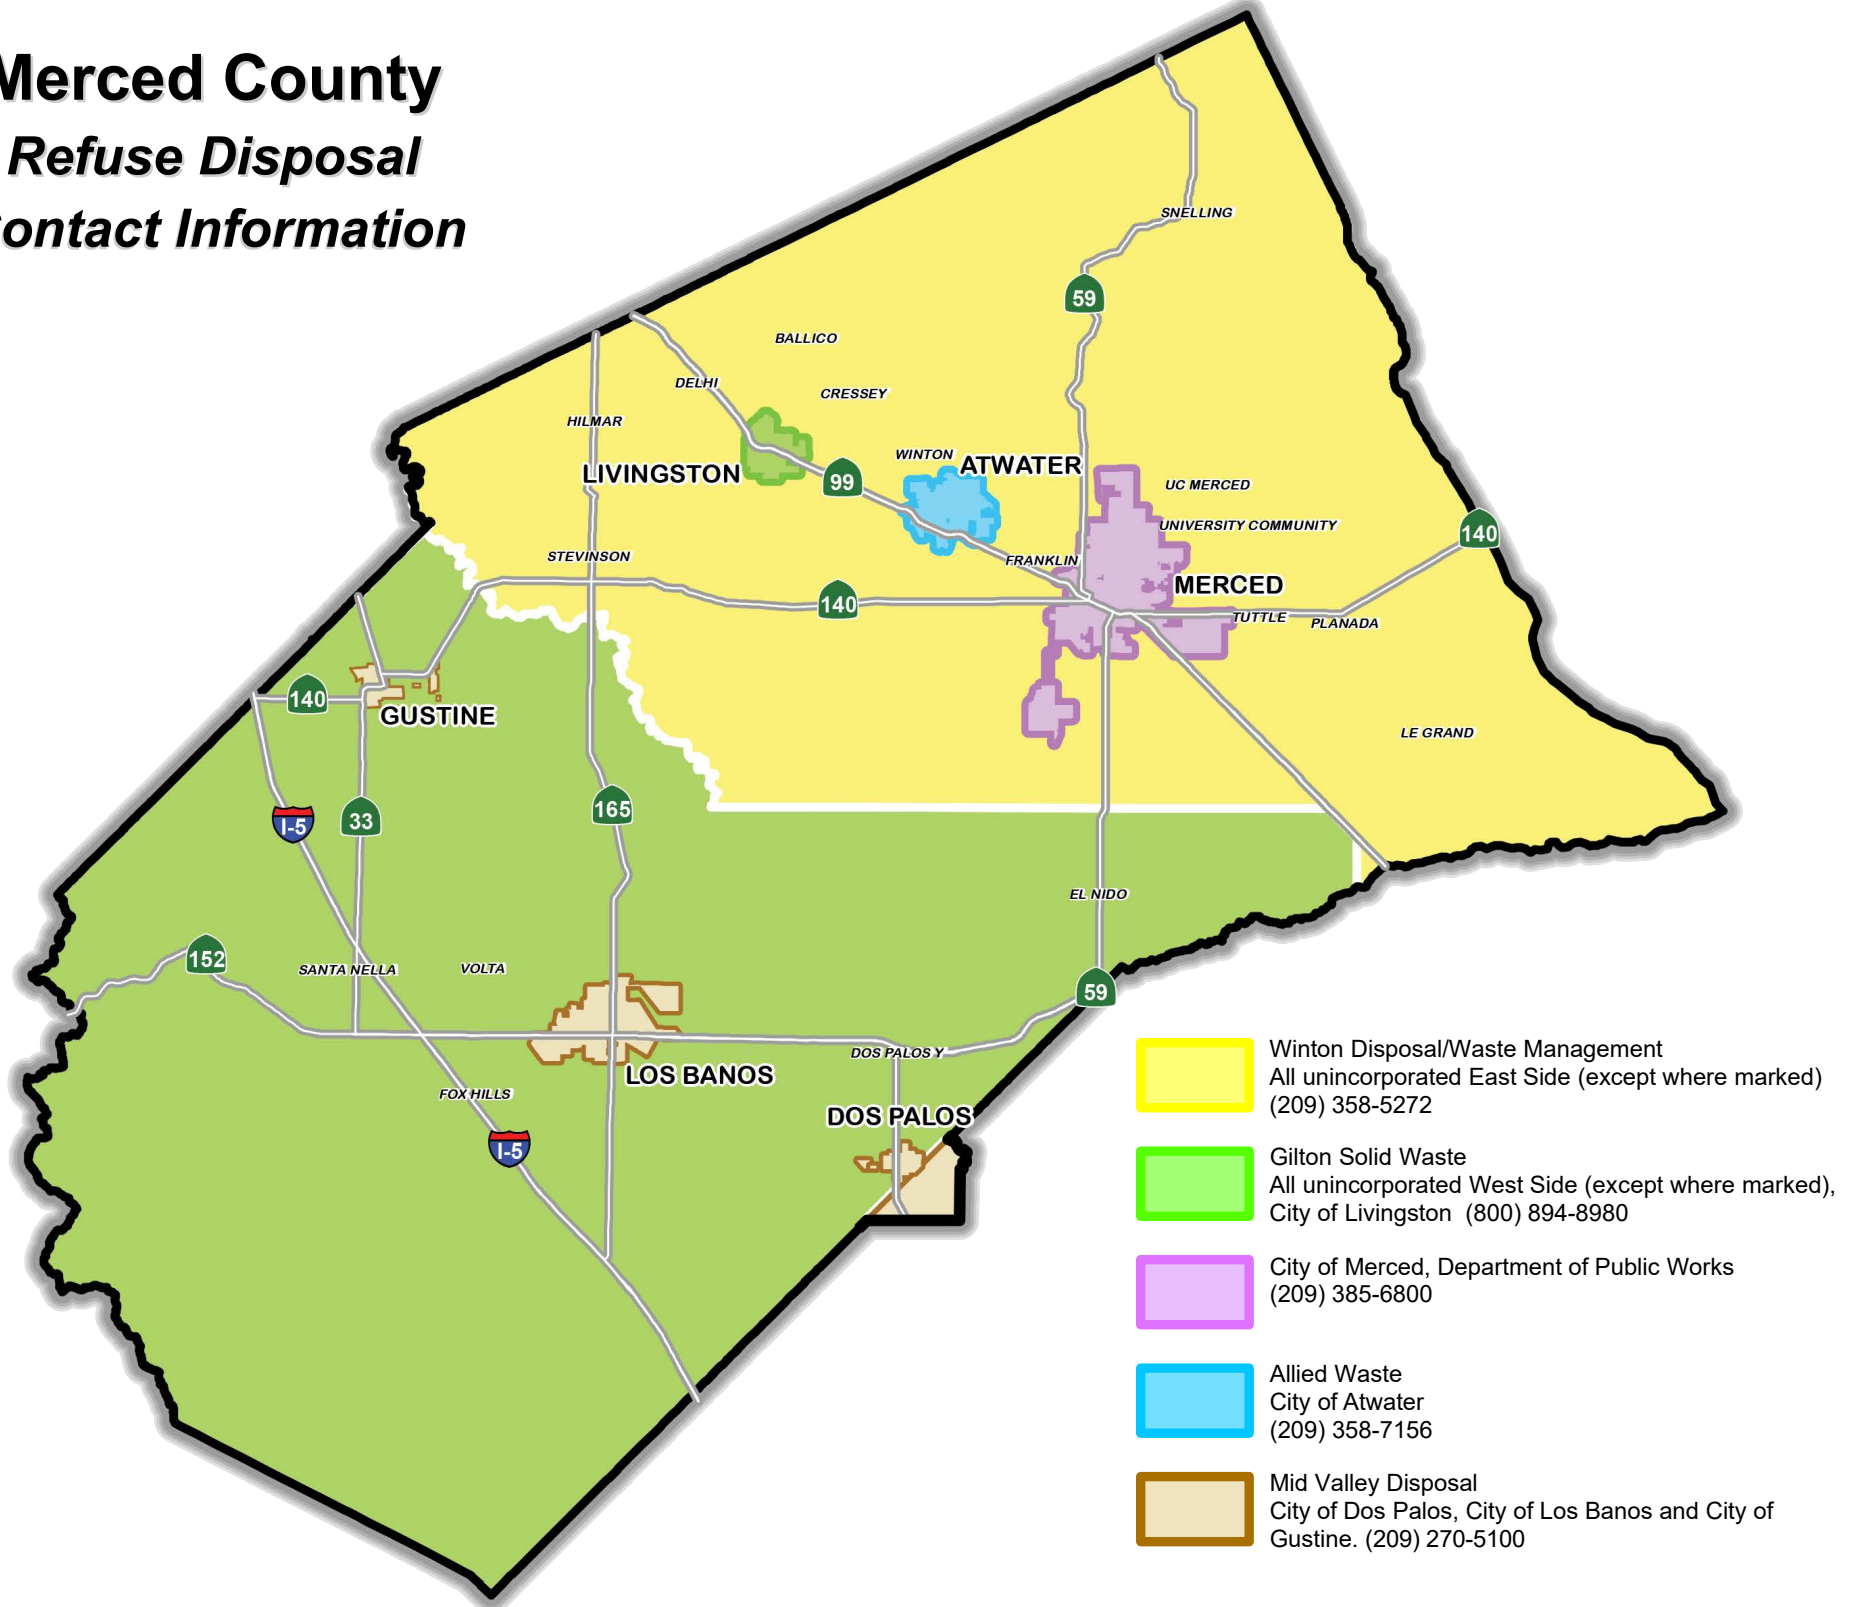 Merced County
Refuse Disposal
Contact Information
SNELLING
59
BALLICO
DELHI
CRESSEY
HILMAR
WINTON
ATWATER
LIVINGSTON
99
UC MERCED
UNIVERSITY COMMUNITY
140
STEVINSON
FRANKLIN
MERCED
140
TUTTLE
PLANADA
140
GUSTINE
LE GRAND
165
33
I-5
EL NIDO
152
SANTA NELLA
VOLTA
59
DOS PALOS Y
LOS BANOS
FOX HILLS
DOS PALOS
I-5
Winton Disposal/Waste Management
All unincorporated East Side (except where marked)
(209) 358-5272
Gilton Solid Waste
All unincorporated West Side (except where marked),
City of Livingston (800) 894-8980
City of Merced, Department of Public Works
(209) 385-6800
Allied Waste
City of Atwater
(209) 358-7156
Mid Valley Disposal
City of Dos Palos, City of Los Banos and City of
Gustine. (209) 270-5100